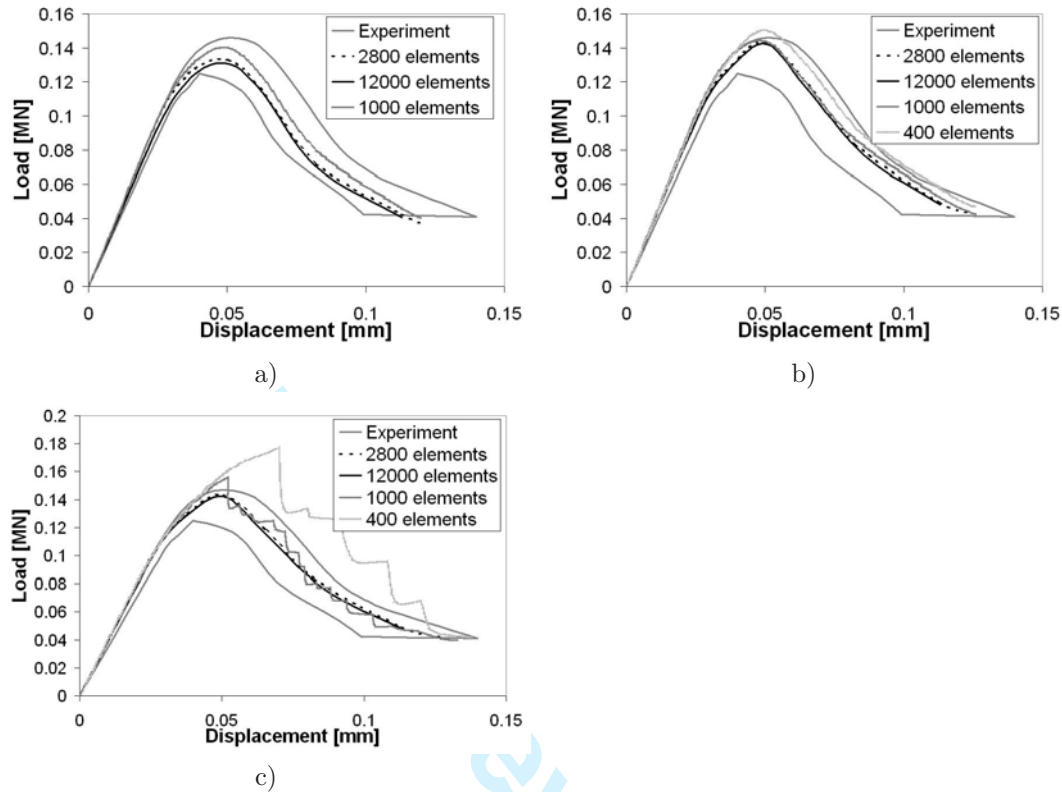 0.16
0.14
0.12
0.1
0.08
0.06
0.04
0.02
0
Load [MN]
0
0.05
0.1
0.15
Displacement [mm]
Experiment
2800 elements
12000 elements
1000 elements
a)
0.16
0.14
0.12
0.1
0.08
0.06
0.04
0.02
0
Load [MN]
0
0.05
0.1
0.15
Displacement [mm]
Experiment
2800 elements
12000 elements
1000 elements
400 elements
b)
0.2
0.18
0.16
0.14
0.12
0.1
0.08
0.06
0.04
0.02
0
Load [MN]
0
0.05
0.1
0.15
Displacement [mm]
Experiment
2800 elements
12000 elements
1000 elements
400 elements
c)